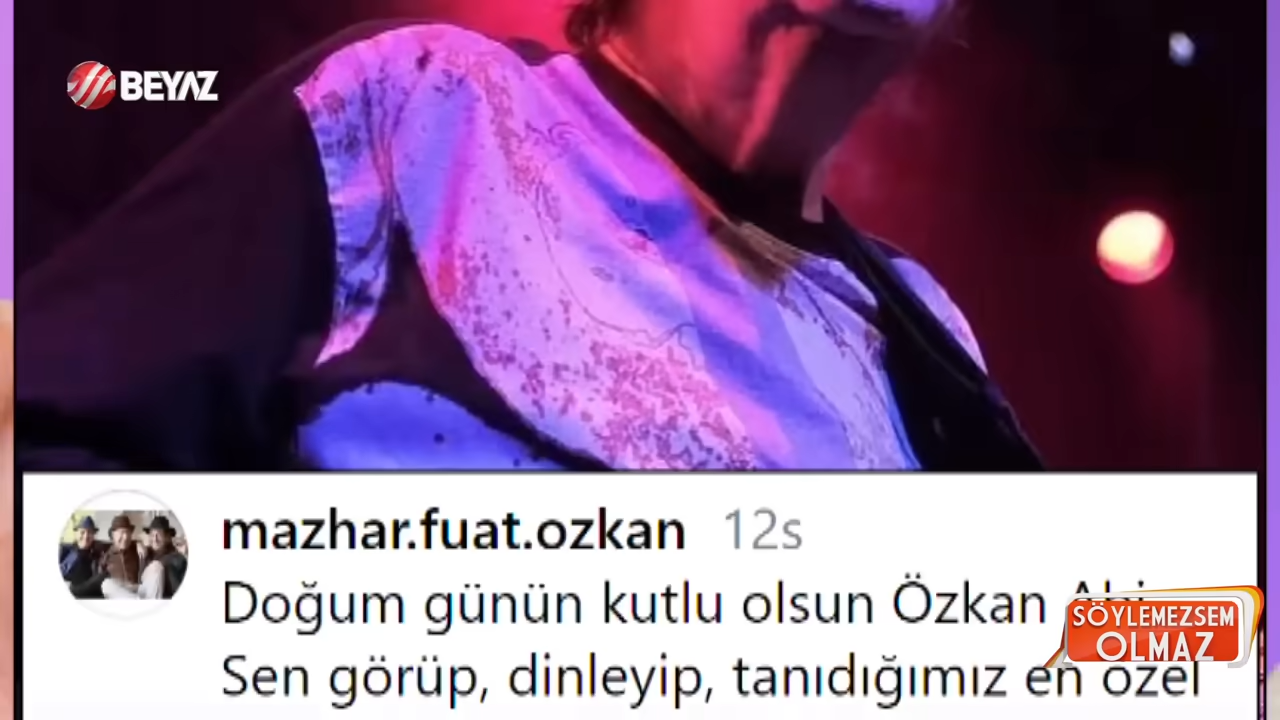 BEYAZ
mazhar.fuat.ozkan 12s
Doğum günün kutlu olsun Özkan
SÖYLEMEZSEM
OLMAZ
Sen görüp, dinleyip, tanıdığımız en özel